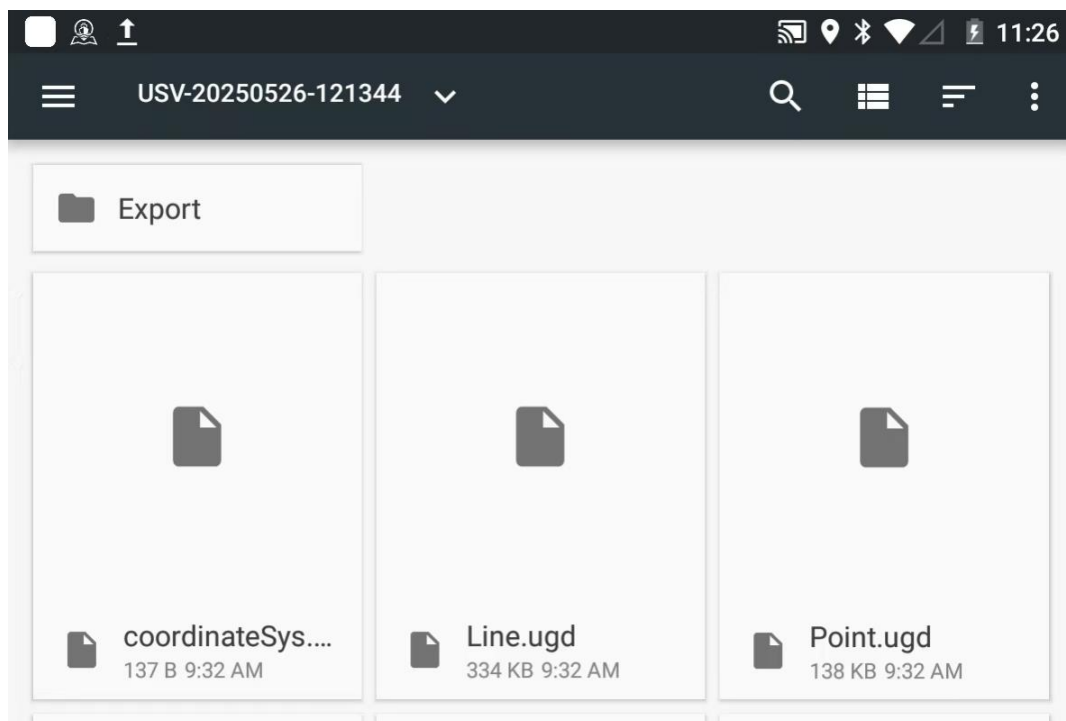 11:26
USV-20250526-121344
Export
coordinateSys....
137 B 9:32 AM
Line.ugd
334 KB 9:32 AM
Point.ugd
138 KB 9:32 AM